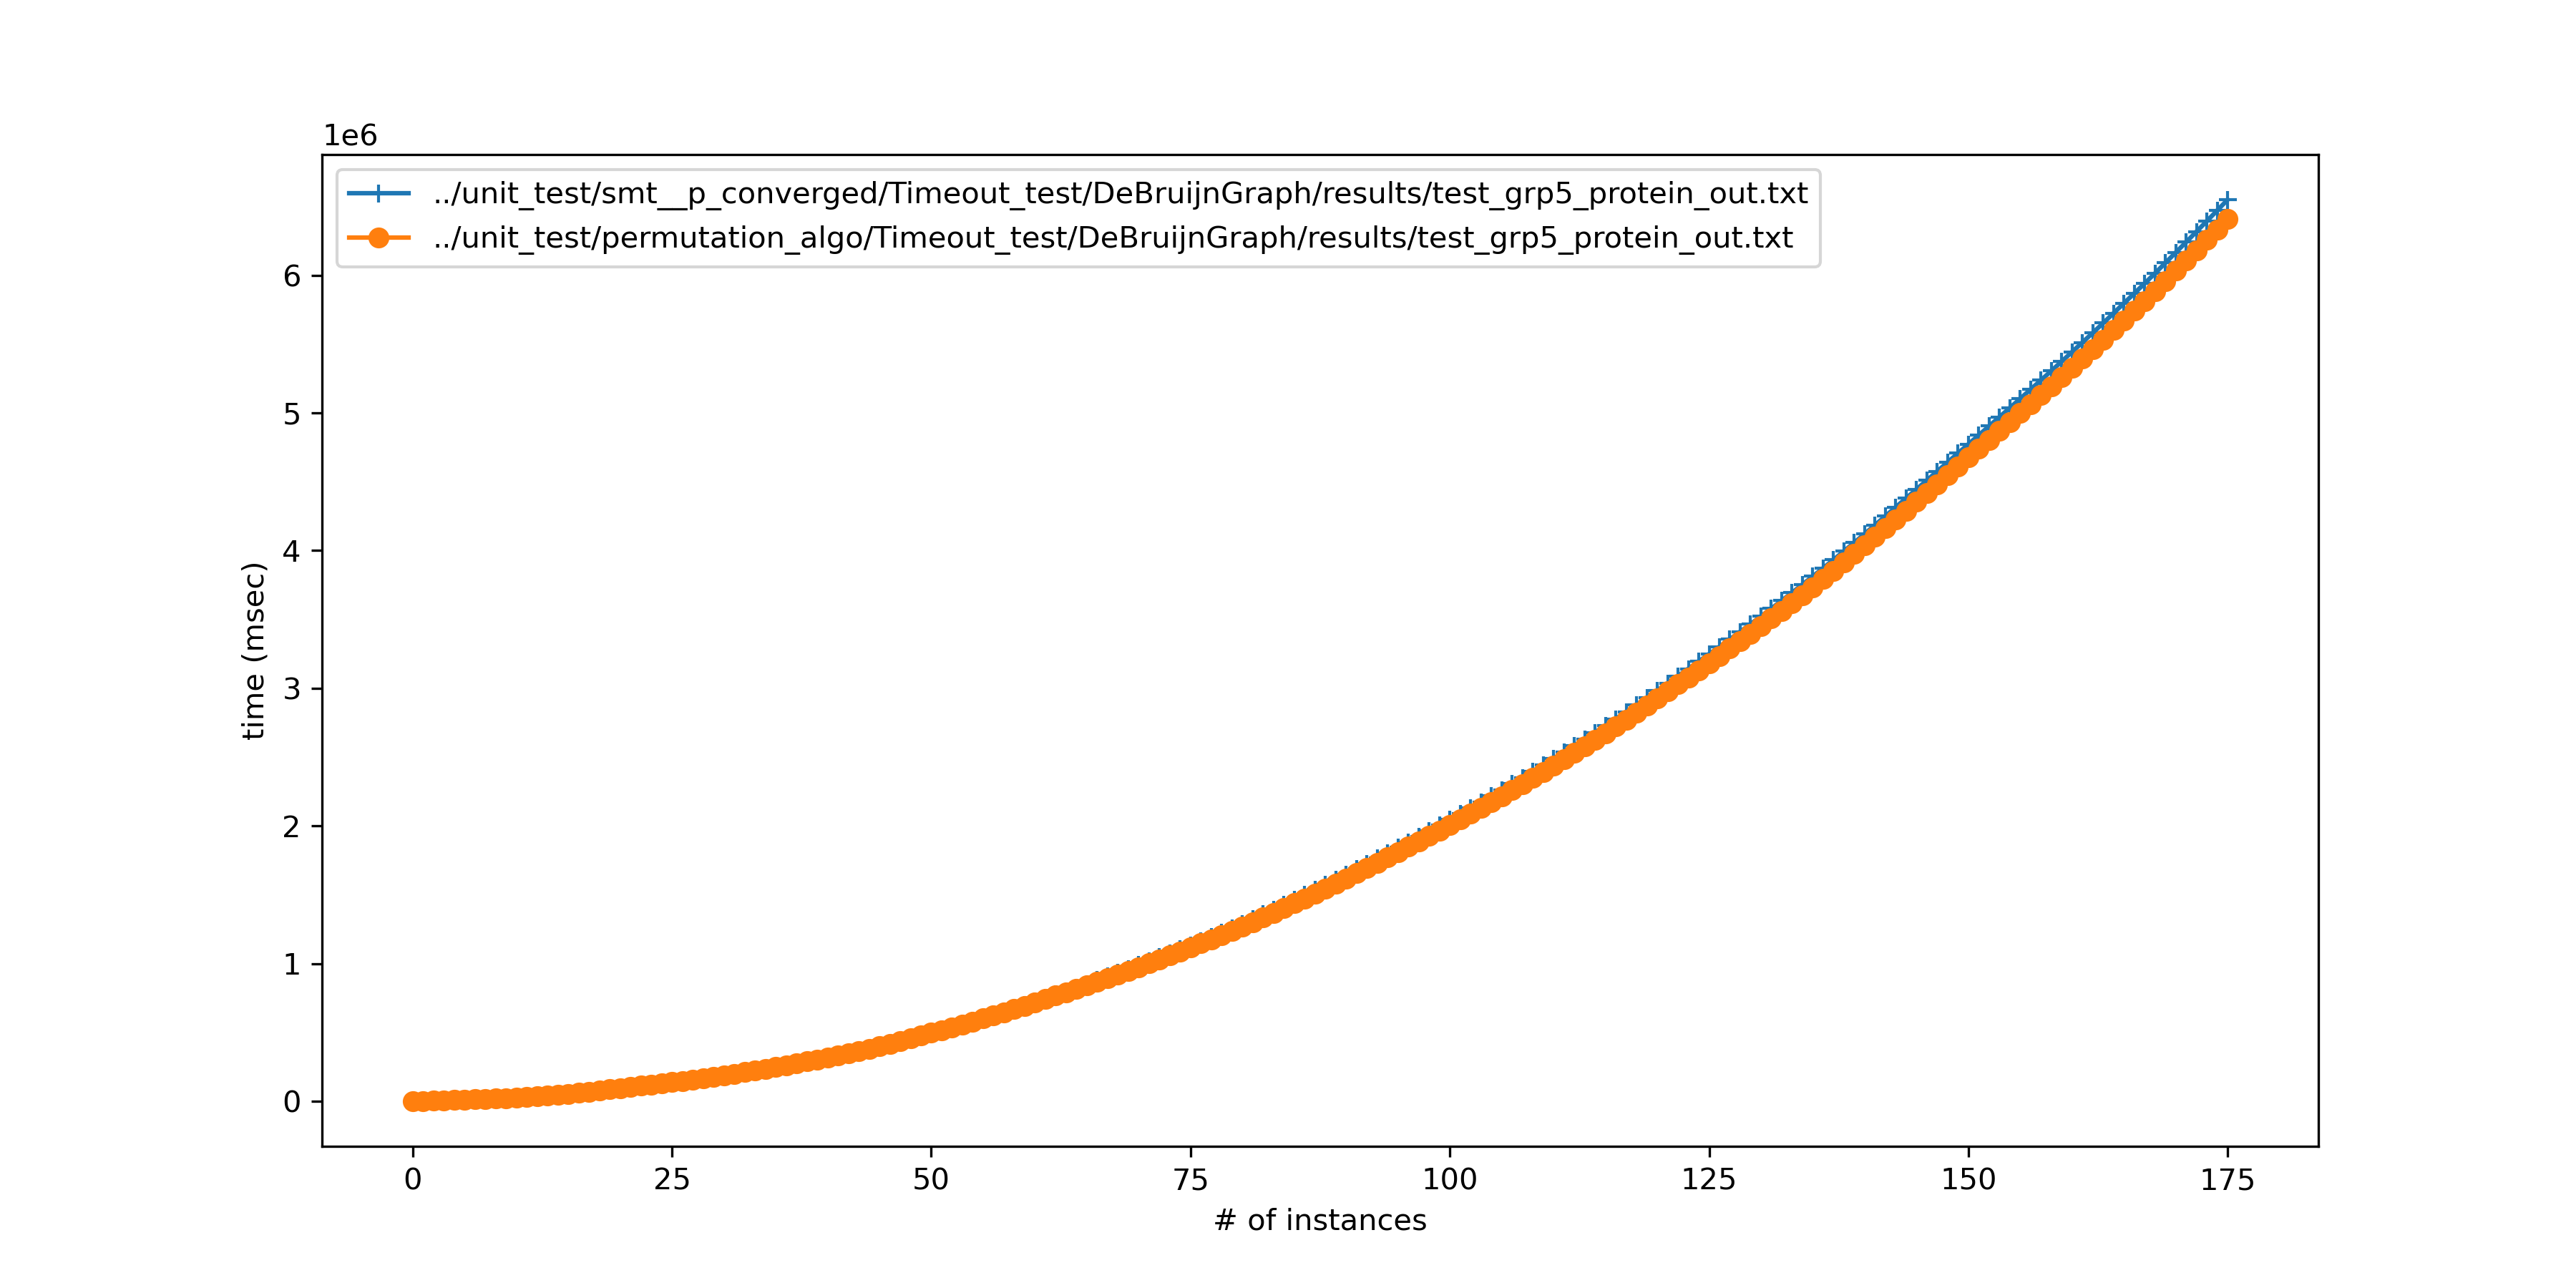 1e6
../unit_test/smt__p_converged/Timeout_test/DeBruijnGraph/results/test_grp5_protein_out.txt
../unit_test/permutation_algo/Timeout_test/DeBruijnGraph/results/test_grp5_protein_out.txt
6
5
4
3
2
1
0
time (msec)
0 25 50 75 100 125 150 175
# of instances